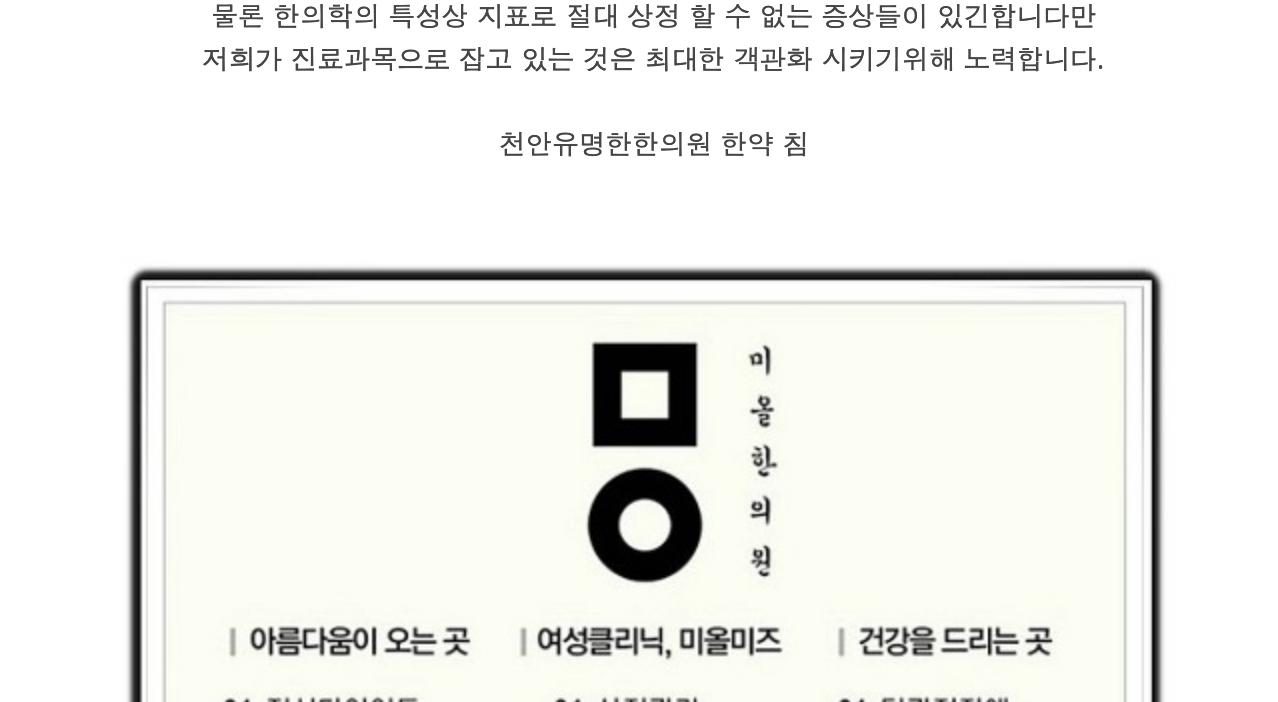 물론 한의학의 특성상 지표로 절대 상정 할 수 없는 증상들이 있긴합니다만
저희가 진료과목으로 잡고 있는 것은 최대한 객관화 시키기위해 노력합니다.
천안유명한한의원 한약 침
미올한의원
아름다움이 오는 곳
여성클리닉, 미올미즈
건강을 드리는 곳